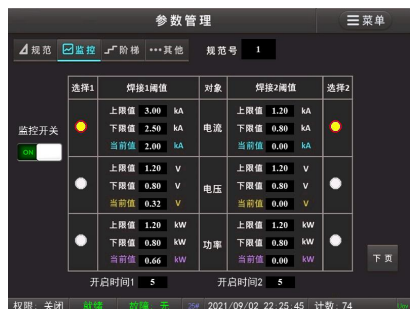 参数管理
菜单
规范 监控 阶梯 其他 规范号 1
选择1 焊接1阈值 对象 焊接2阈值 选择2
监控开关
ON
上限值 3.00 kA
下限值 2.50 kA
当前值 2.00 kA
电流
上限值 1.20 kA
下限值 0.80 kA
当前值 0.00 kA
上限值 1.20 V
下限值 0.80 V
当前值 0.32 V
电压
上限值 1.20 V
下限值 0.80 V
当前值 0.00 V
上限值 1.20 kW
下限值 0.80 kW
当前值 0.66 kW
功率
上限值 1.20 kW
下限值 0.80 kW
当前值 0.00 kW
下页
开启时间1 5 开启时间2 5
权限: 关闭 就绪 故障 无 25# 2021/09/02 22:25:45 计数: 74